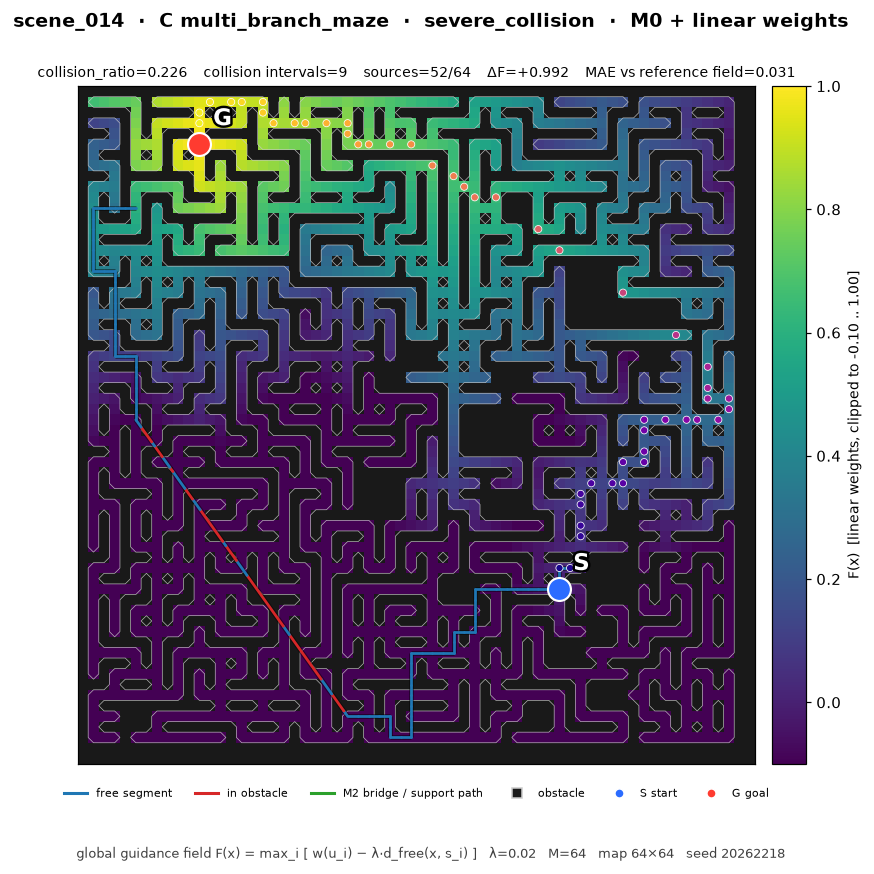 scene_014 · C multi_branch_maze · severe_collision · M0 + linear weights
collision_ratio=0.226 collision intervals=9 sources=52/64 ΔF=+0.992 MAE vs reference field=0.031
G
S
1.0
0.8
0.6
0.4
0.2
0.0
F(x) [linear weights, clipped to -0.10 .. 1.00]
free segment
in obstacle
M2 bridge / support path
obstacle
S start
G goal
global guidance field F(x) = max_i [ w(u_i) − λ·d_free(x, s_i) ] λ=0.02 M=64 map 64×64 seed 20262218